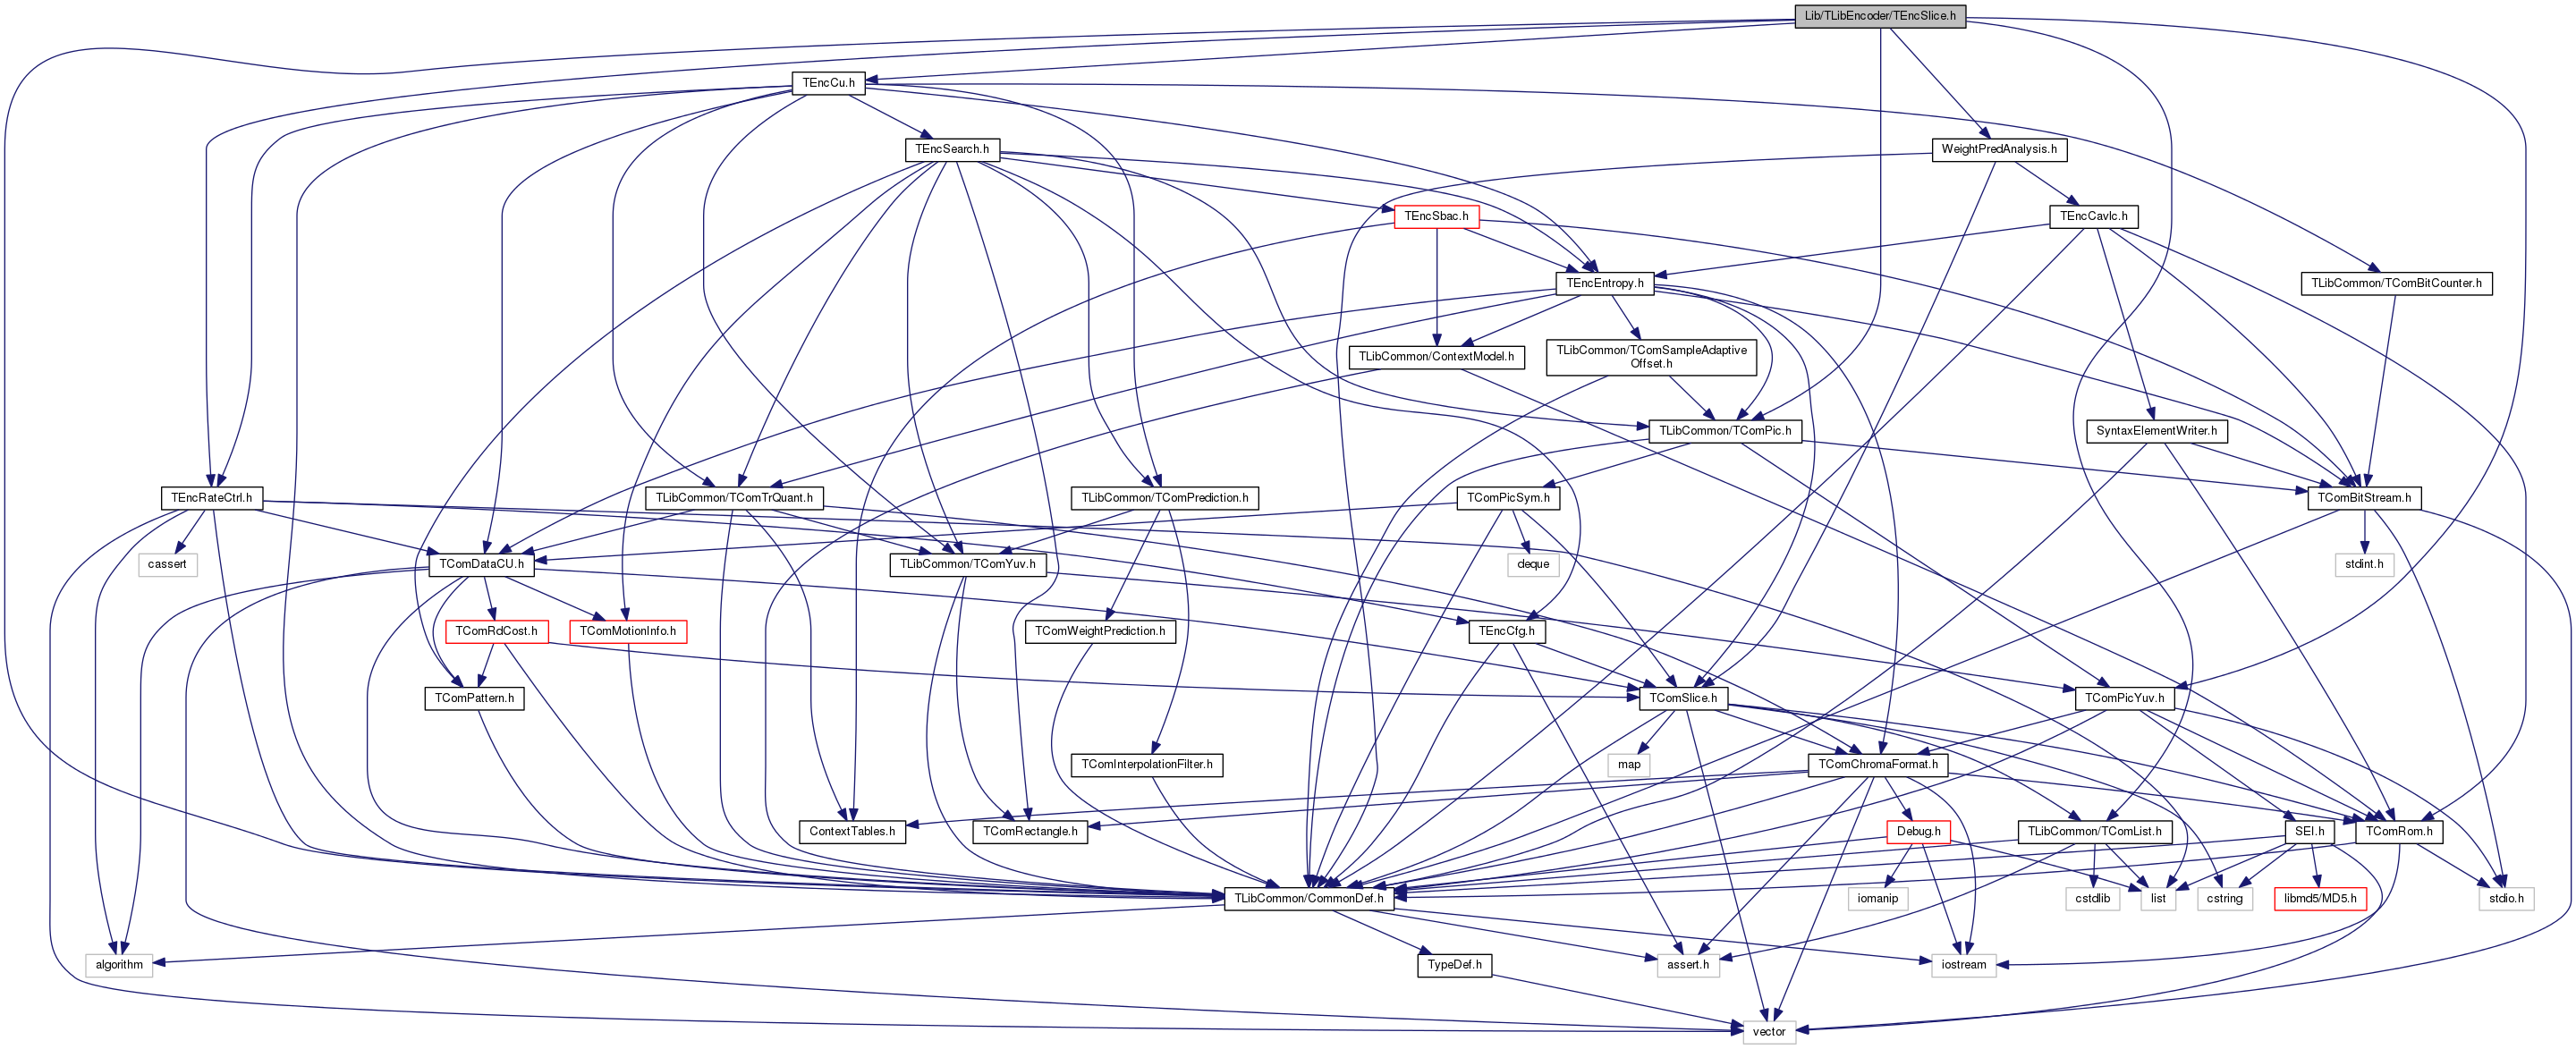 Lib/TLibEncoder/TEncSlice.h
TEncCu.h
TEncSearch.h
WeightPredAnalysis.h
TEncSbac.h
TEncCavlc.h
TEncEntropy.h
TLibCommon/TComBitCounter.h
TLibCommon/ContextModel.h
TLibCommon/TComSampleAdaptive
Offset.h
TLibCommon/TComPic.h
SyntaxElementWriter.h
TEncRateCtrl.h
TLibCommon/TComTrQuant.h
TLibCommon/TComPrediction.h
TComPicSym.h
TComBitStream.h
cassert
TComDataCU.h
TLibCommon/TComYuv.h
deque
stdint.h
TComRdCost.h
TComMotionInfo.h
TComWeightPrediction.h
TEncCfg.h
TComPattern.h
TComSlice.h
TComPicYuv.h
TComInterpolationFilter.h
map
TComChromaFormat.h
ContextTables.h
TComRectangle.h
Debug.h
TLibCommon/TComList.h
SEI.h
TComRom.h
TLibCommon/CommonDef.h
iomanip
cstdlib
list
cstring
libmd5/MD5.h
stdio.h
algorithm
TypeDef.h
assert.h
iostream
vector